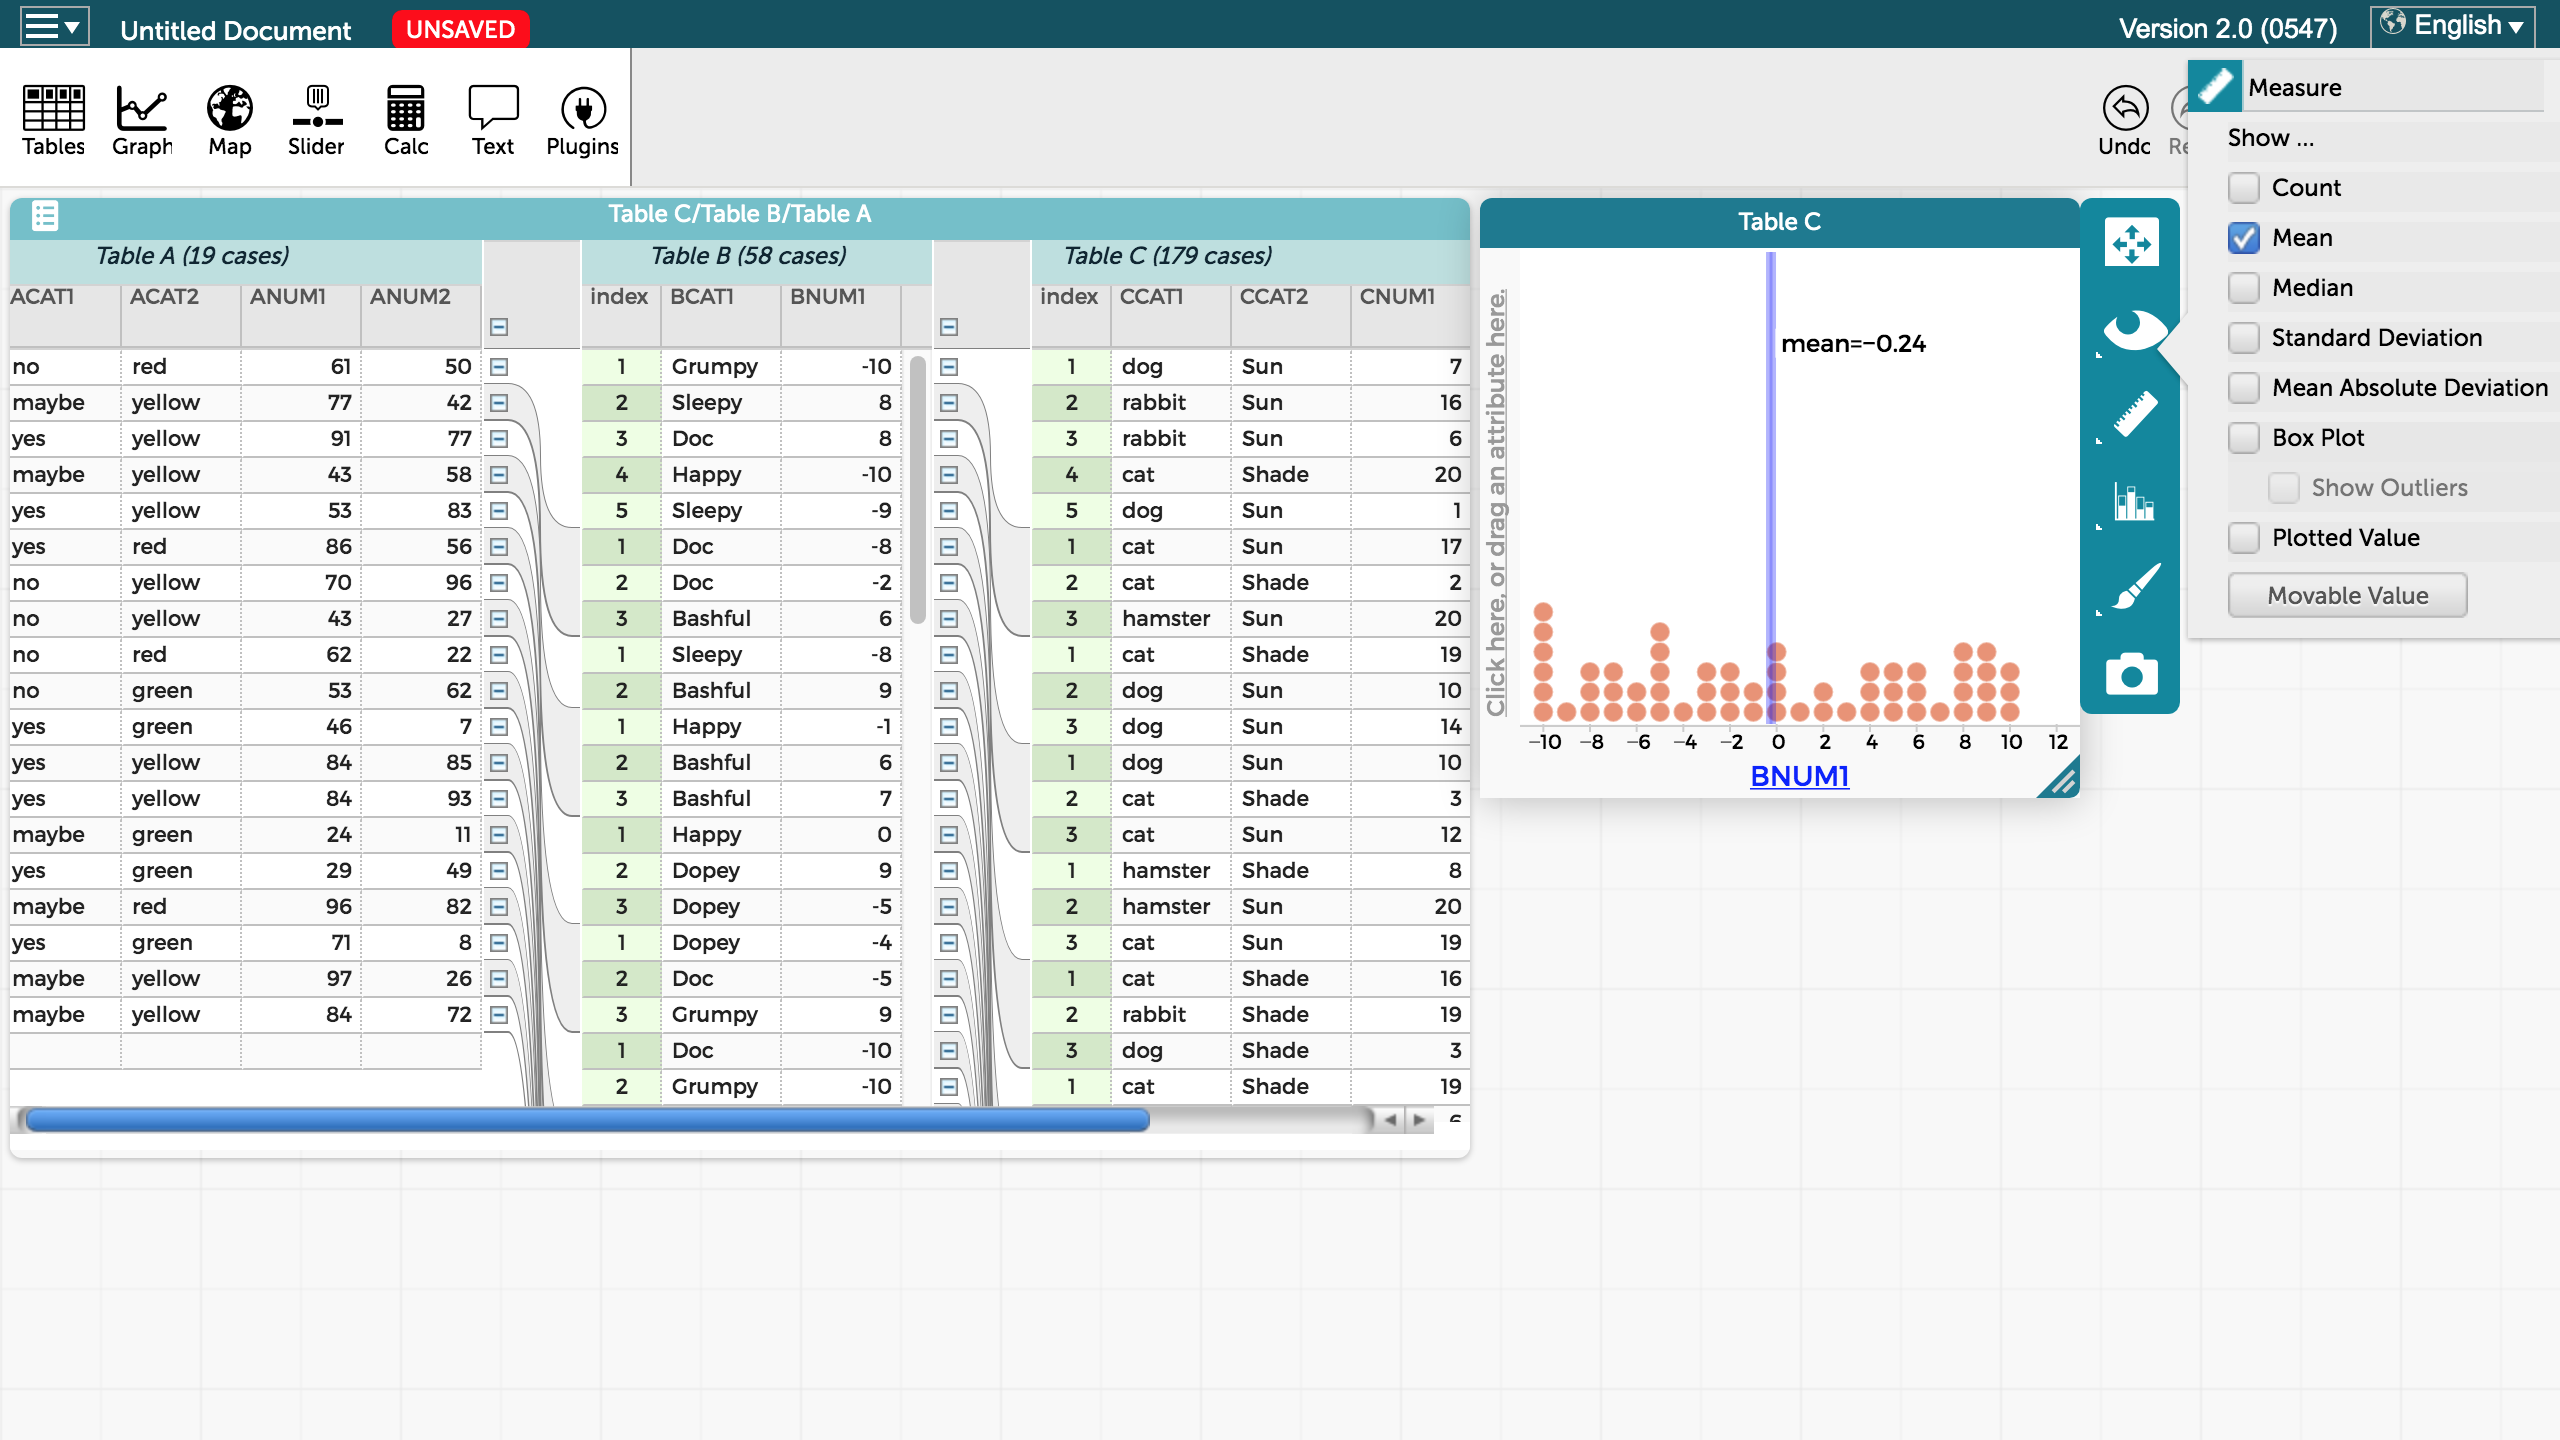 Untitled Document UNSAVED Version 2.0 (0547) English
Tables Graph Map Slider Calc Text Plugins Undo
Measure
Show ...
Count
Mean
Median
Standard Deviation
Mean Absolute Deviation
Box Plot
Show Outliers
Plotted Value
Movable Value
Table C/Table B/Table A
Table A (19 cases) Table B (58 cases) Table C (179 cases)
ACAT1 ACAT2 ANUM1 ANUM2 index BCAT1 BNUM1 index CCAT1 CCAT2 CNUM1
no red 61 50 1 Grumpy -10 1 dog Sun 7
maybe yellow 77 42 2 Sleepy 8 2 rabbit Sun 16
yes yellow 91 77 3 Doc 8 3 rabbit Sun 6
maybe yellow 43 58 4 Happy -10 4 cat Shade 20
yes yellow 53 83 5 Sleepy -9 5 dog Sun 1
yes red 86 56 1 Doc -8 1 cat Sun 17
no yellow 70 96 2 Doc -2 2 cat Shade 2
no yellow 43 27 3 Bashful 6 3 hamster Sun 20
no red 62 22 1 Sleepy -8 1 cat Shade 19
no green 53 62 2 Bashful 9 2 dog Sun 10
yes green 46 7 1 Happy -1 3 dog Sun 14
yes yellow 84 85 2 Bashful 6 1 dog Sun 10
yes yellow 84 93 3 Bashful 7 2 cat Shade 3
maybe green 24 11 1 Happy 0 3 cat Sun 12
yes green 29 49 2 Dopey 9 1 hamster Shade 8
maybe red 96 82 3 Dopey -5 2 hamster Sun 20
yes green 71 8 1 Dopey -4 3 cat Sun 19
maybe yellow 97 26 2 Doc -5 1 cat Shade 16
maybe yellow 84 72 3 Grumpy 9 2 rabbit Shade 19
1 Doc -10 3 dog Shade 3
2 Grumpy -10 1 cat Shade 19
Table C
Click here, or drag an attribute here.
mean=−0.24
−10 −8 −6 −4 −2 0 2 4 6 8 10 12
BNUM1